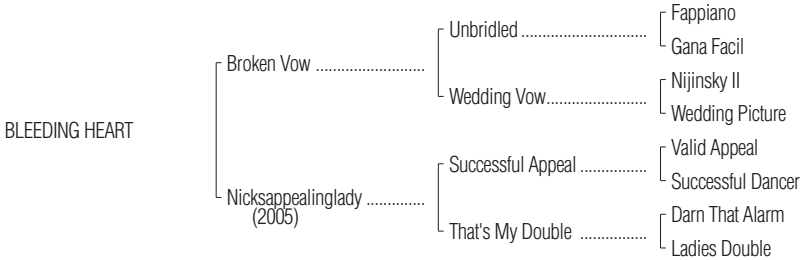 Fappiano
Unbridled ..............................
Gana Facil
Broken Vow ..........................
Nijinsky II
Wedding Vow........................
Wedding Picture
BLEEDING HEART
Valid Appeal
Successful Appeal ................
Successful Dancer
Nicksappealinglady ..............
(2005)
Darn That Alarm
That's My Double ................
Ladies Double